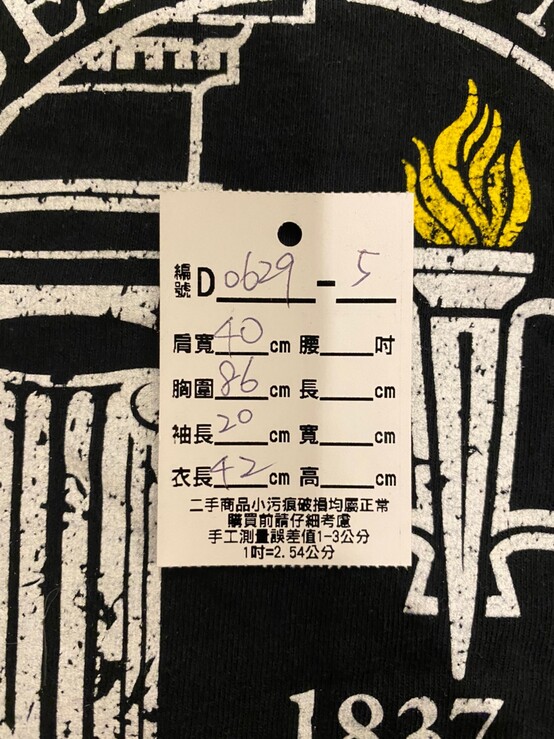 編號 D 0629 - 5
肩寬 40 cm 腰 吋
胸圍 86 cm 長 cm
袖長 20 cm 寬 cm
衣長 42 cm 高 cm
二手商品小污痕破損均屬正常
購買前請仔細考慮
手工測量誤差值1-3公分
1吋=2.54公分
1837